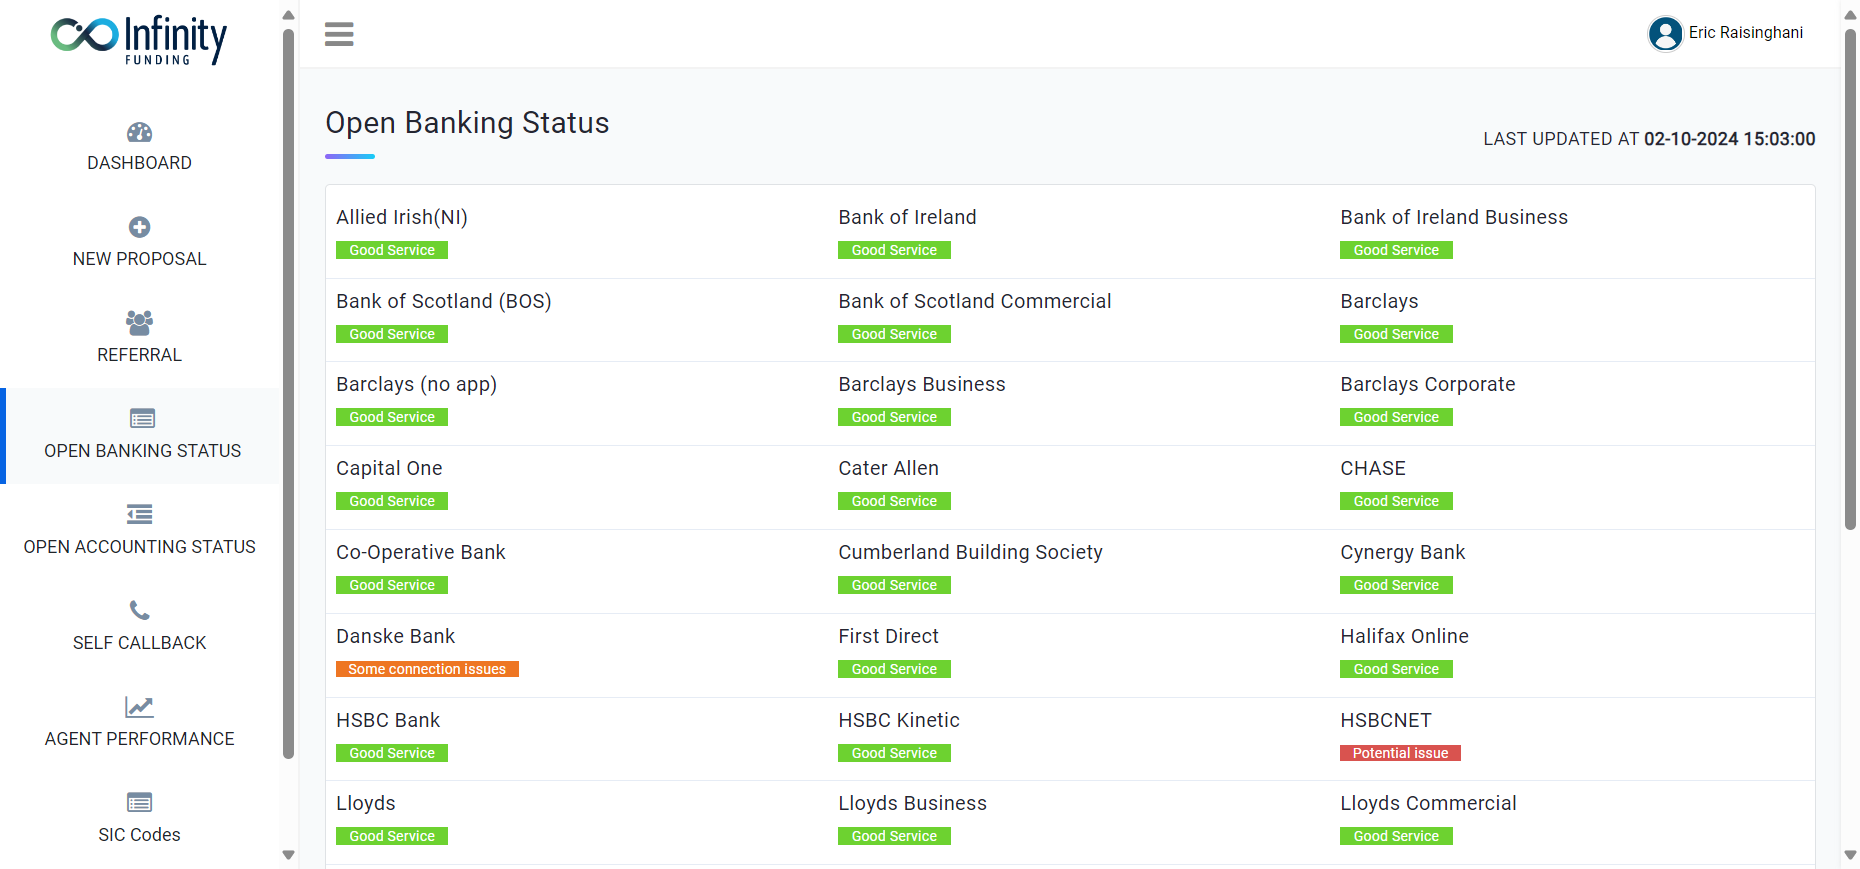 Infinity
FUNDING
Eric Raisinghani
DASHBOARD
NEW PROPOSAL
REFERRAL
OPEN BANKING STATUS
OPEN ACCOUNTING STATUS
SELF CALLBACK
AGENT PERFORMANCE
SIC Codes
Open Banking Status
LAST UPDATED AT 02-10-2024 15:03:00
Allied Irish(NI)
Good Service
Bank of Ireland
Good Service
Bank of Ireland Business
Good Service
Bank of Scotland (BOS)
Good Service
Bank of Scotland Commercial
Good Service
Barclays
Good Service
Barclays (no app)
Good Service
Barclays Business
Good Service
Barclays Corporate
Good Service
Capital One
Good Service
Cater Allen
Good Service
CHASE
Good Service
Co-Operative Bank
Good Service
Cumberland Building Society
Good Service
Cynergy Bank
Good Service
Danske Bank
Some connection issues
First Direct
Good Service
Halifax Online
Good Service
HSBC Bank
Good Service
HSBC Kinetic
Good Service
HSBCNET
Potential issue
Lloyds
Good Service
Lloyds Business
Good Service
Lloyds Commercial
Good Service